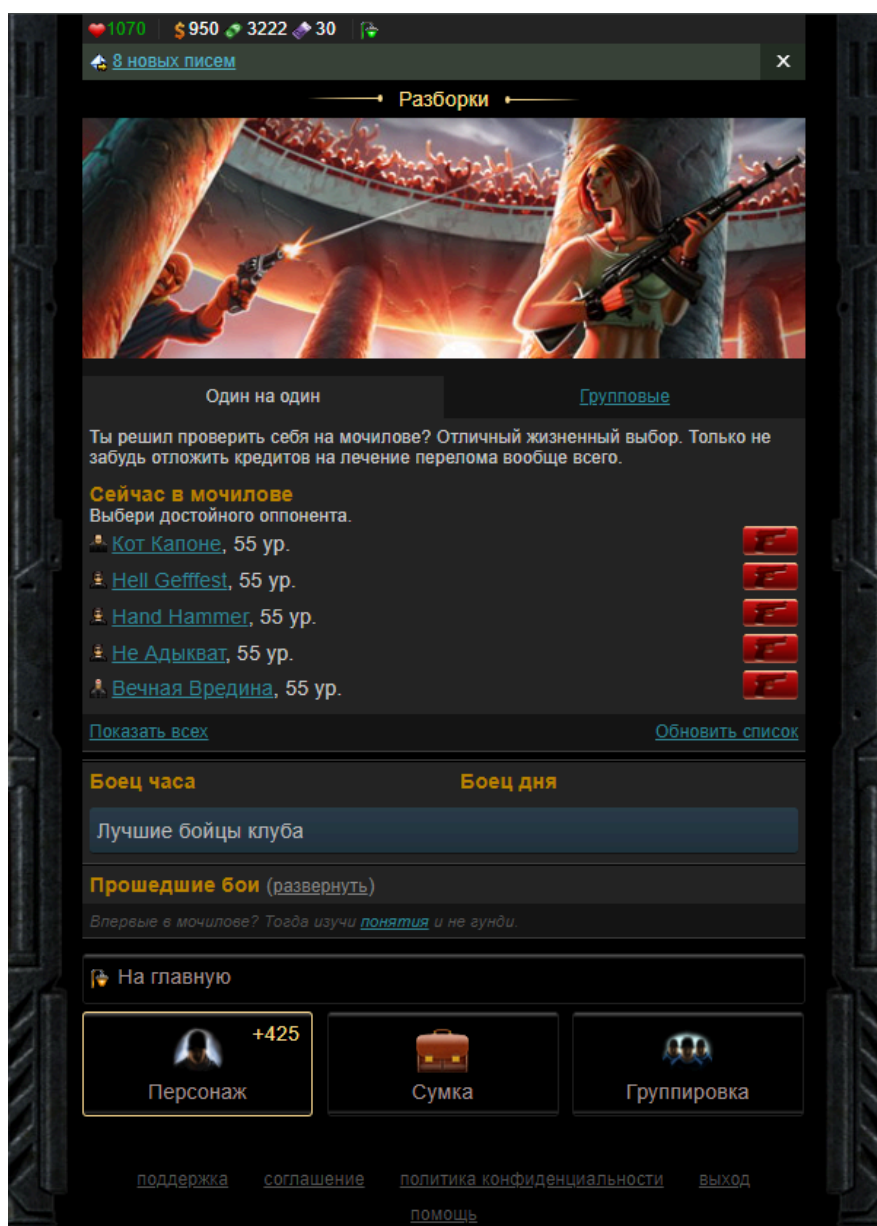 1070 950 3222 30
8 новых писем x
Разборки
Один на один Групповые
Ты решил проверить себя на мочилове? Отличный жизненный выбор. Только не
забудь отложить кредитов на лечение перелома вообще всего.
Сейчас в мочилове
Выбери достойного оппонента.
Кот Капоне, 55 ур.
Hell Gefffest, 55 ур.
Hand Hammer, 55 ур.
Не Адыкват, 55 ур.
Вечная Вредина, 55 ур.
Показать всех Обновить список
Боец часа Боец дня
Лучшие бойцы клуба
Прошедшие бои (развернуть)
Впервые в мочилове? Тогда изучи понятия и не гунди.
На главную
+425
Персонаж Сумка Группировка
поддержка соглашение политика конфиденциальности выход
помощь